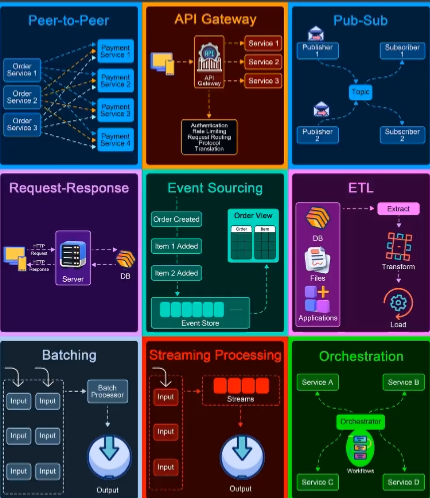 Peer-to-Peer
Order
Service 1
Order
Service 2
Order
Service 3
Payment
Service 1
Payment
Service 2
Payment
Service 3
Payment
Service 4
API Gateway
API
API
Gateway
Service 1
Service 2
Service 3
Authentication
Rate Limiting
Request Routing
Protocol
Translation
Pub-Sub
Publisher
1
Subscriber
1
Topic
Publisher
2
Subscriber
2
Request-Response
HTTP
Request
HTTP
Response
Server
DB
Event Sourcing
Order Created
Item 1 Added
Item 2 Added
Event Store
Order View
Order
Item
ETL
DB
Files
Applications
Extract
Transform
Load
Batching
Input
Input
Input
Input
Input
Input
Batch
Processor
Output
Streaming Processing
Input
Input
Input
Streams
Output
Orchestration
Service A
Service B
Orchestrator
Workflows
Service C
Service D